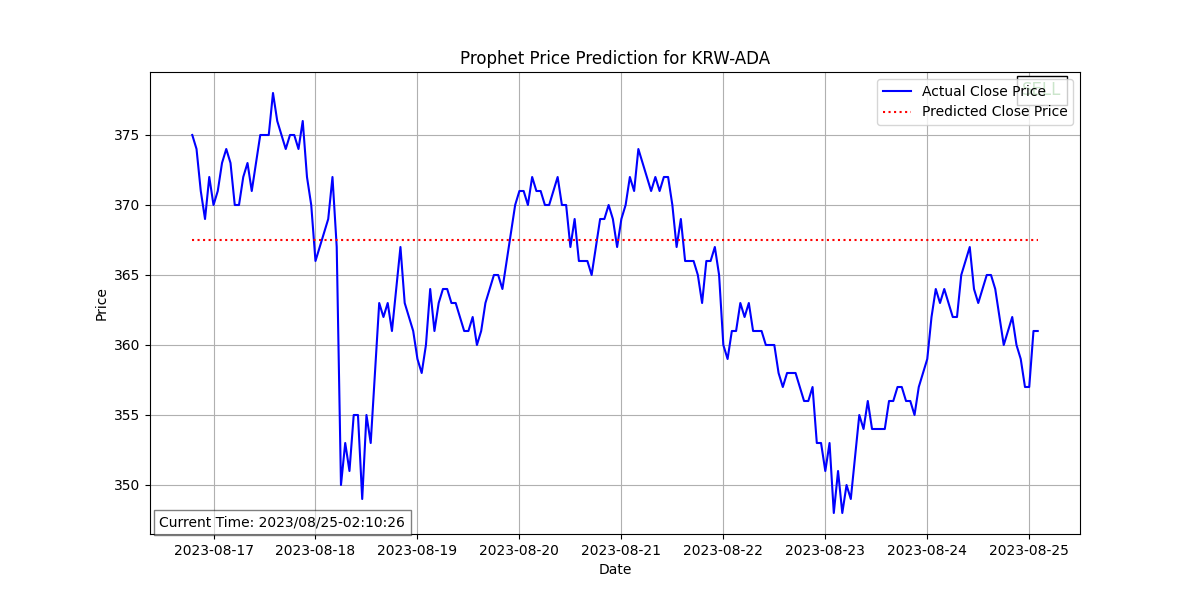 Prophet Price Prediction for KRW-ADA
SELL
Actual Close Price
Predicted Close Price
375
370
365
360
355
350
Price
Current Time: 2023/08/25-02:10:26
2023-08-17 2023-08-18 2023-08-19 2023-08-20 2023-08-21 2023-08-22 2023-08-23 2023-08-24 2023-08-25
Date